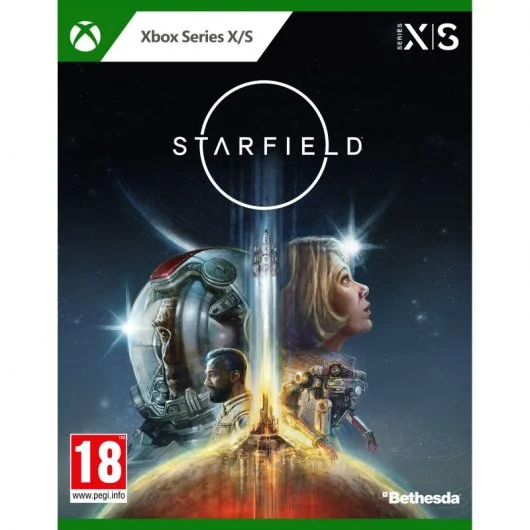 Xbox Series X/S
SERIES X|S
STARFIELD
18
www.pegi.info
Bethesda